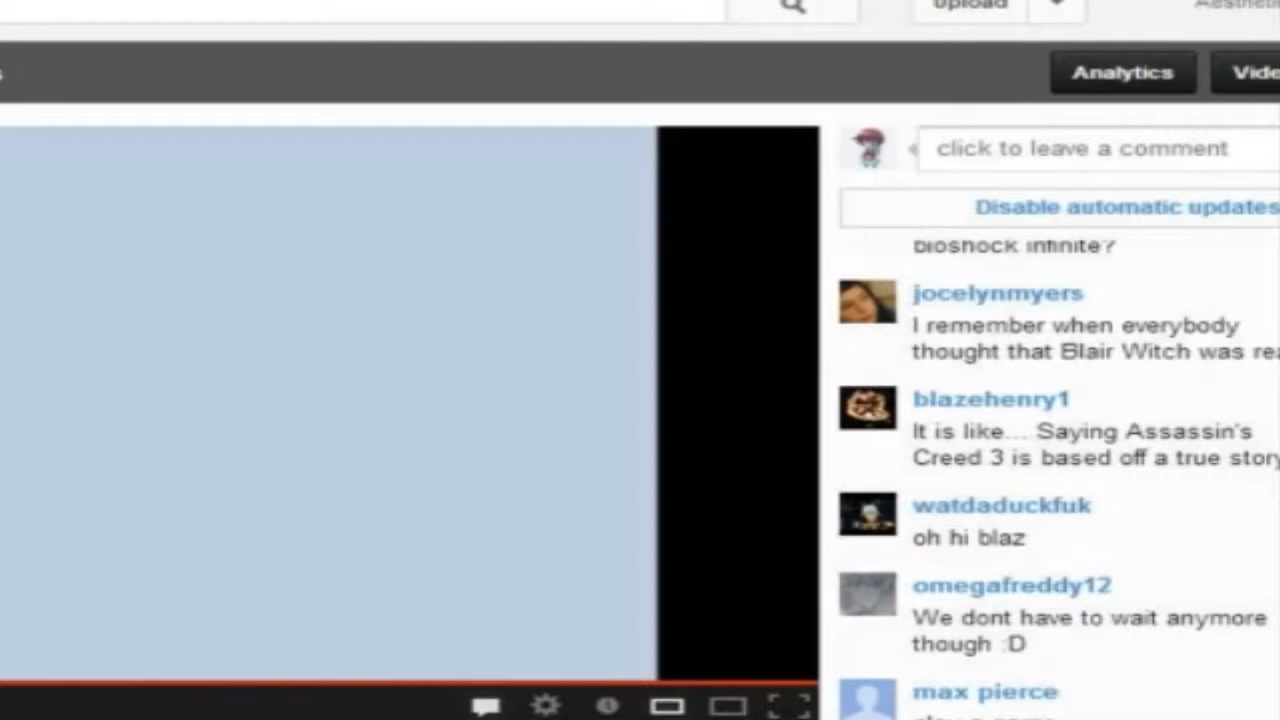 Upload
Aesthetic
Analytics
click to leave a comment
Disable automatic updates
bioshock infinite?
jocelynmyers
I remember when everybody
thought that Blair Witch was rea
blazehenry1
It is like... Saying Assassin's
Creed 3 is based off a true story
watdaduckfuk
oh hi blaz
omegafreddy12
We dont have to wait anymore
though :D
max pierce